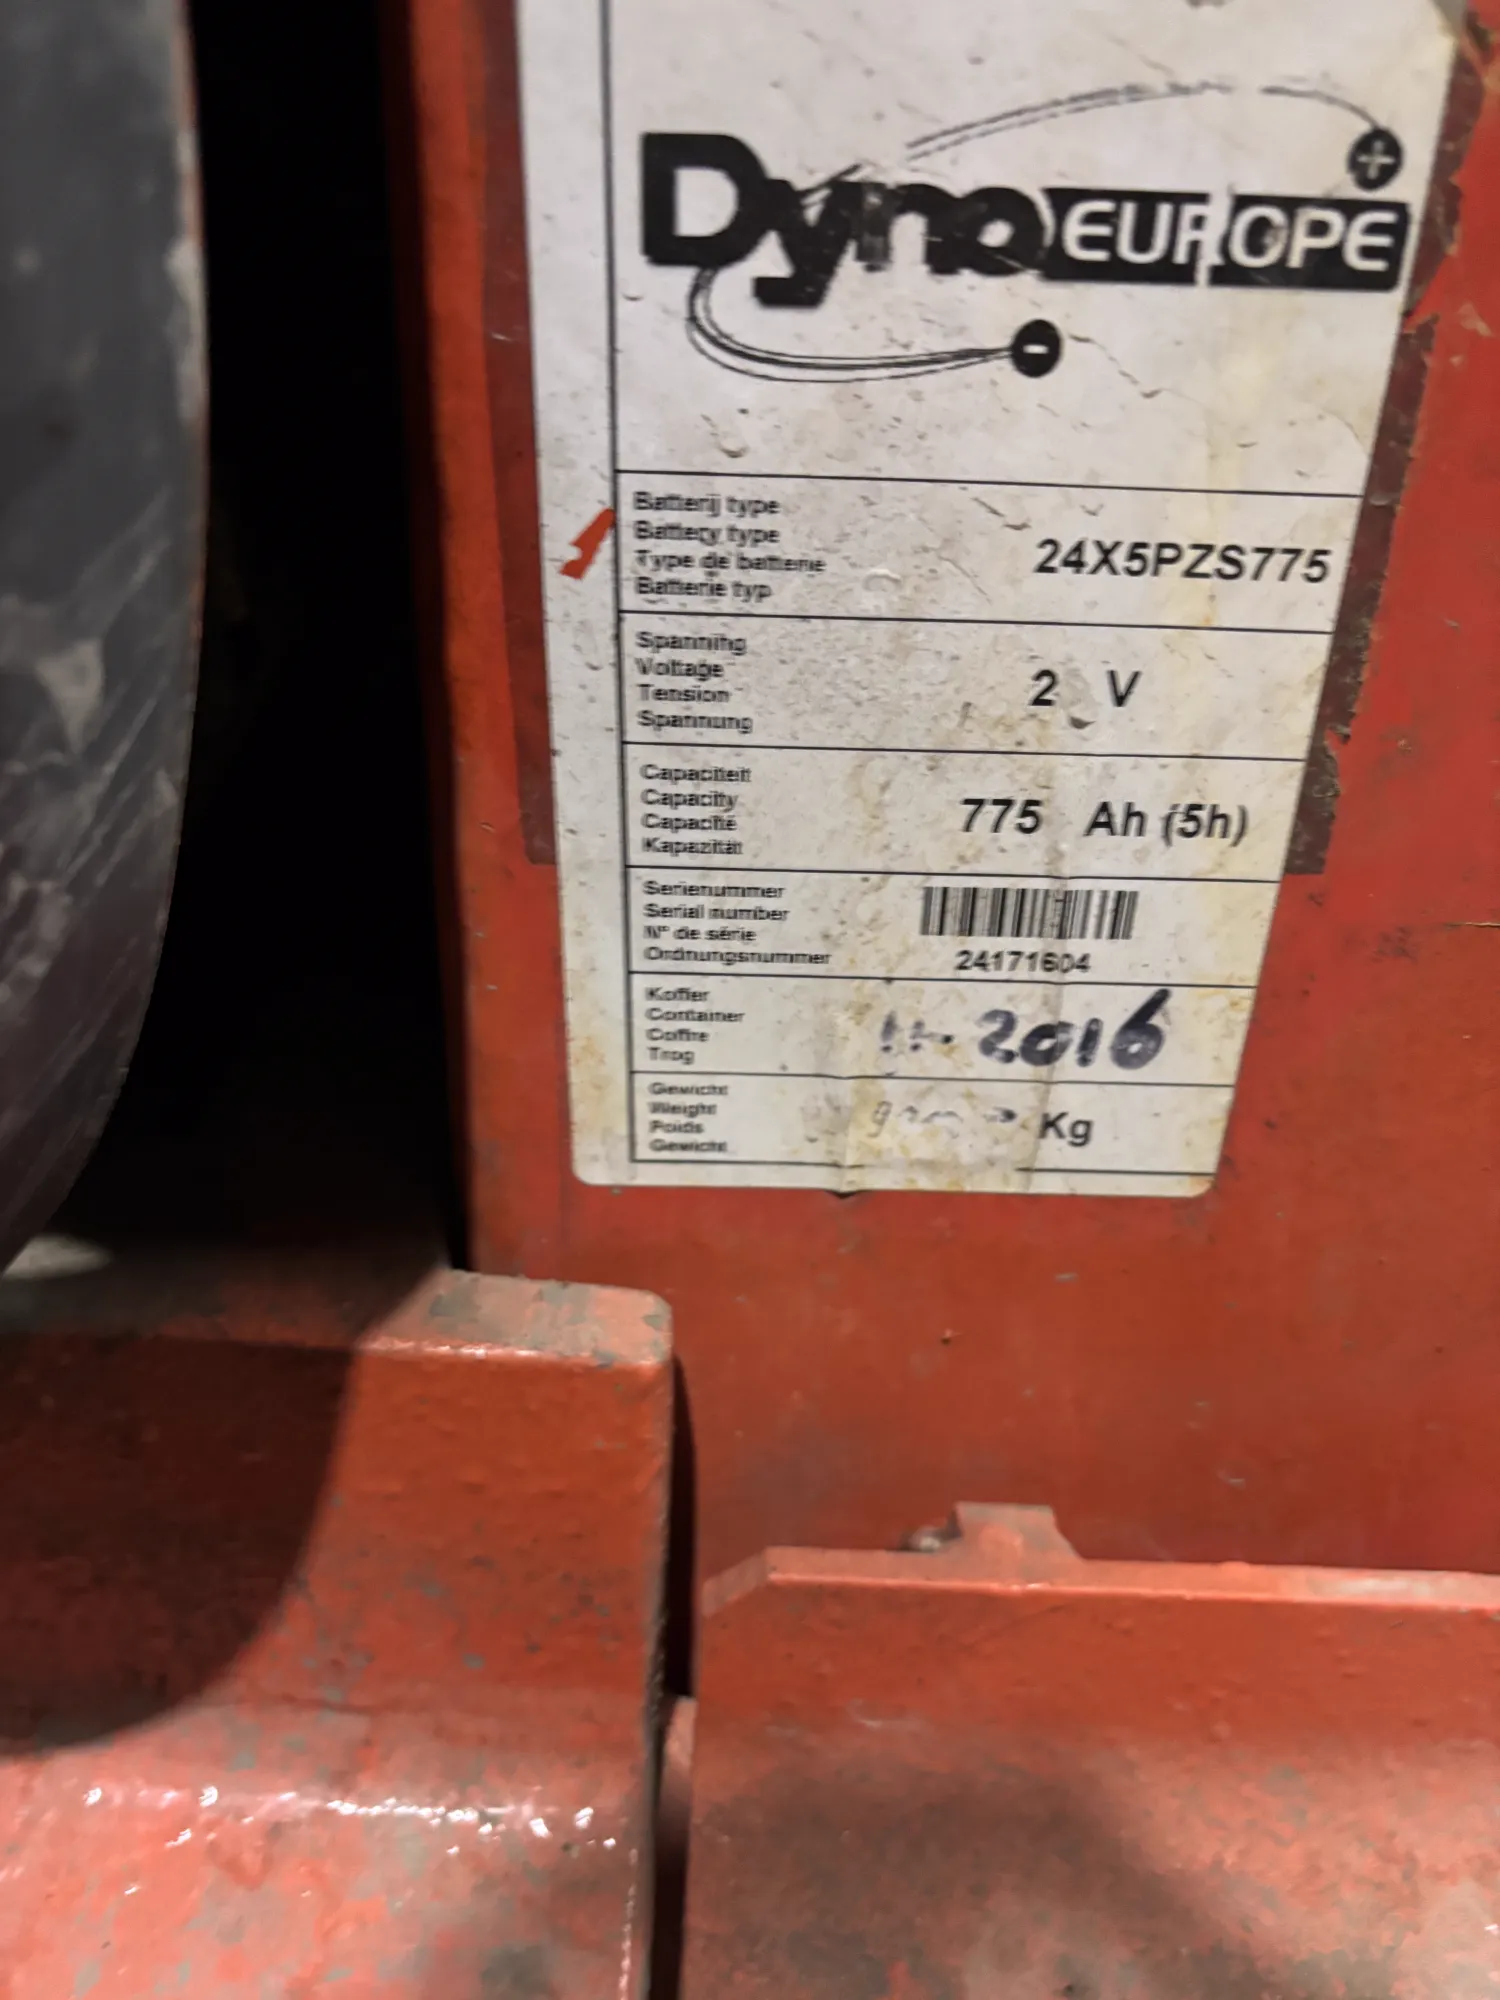 Dyno EUROPE
+
-
Batterij type
Battery type
Type de batterie
Batterie typ
24X5PZS775
Spanning
Voltage
Tension
Spannung
2 V
Capaciteit
Capacity
Capacité
Kapazität
775 Ah (5h)
Serienummer
Serial number
N° de série
Ordnungsnummer
24171604
Koffer
Container
Coffre
Trog
2016
Gewicht
Weight
Poids
Gewicht
Kg